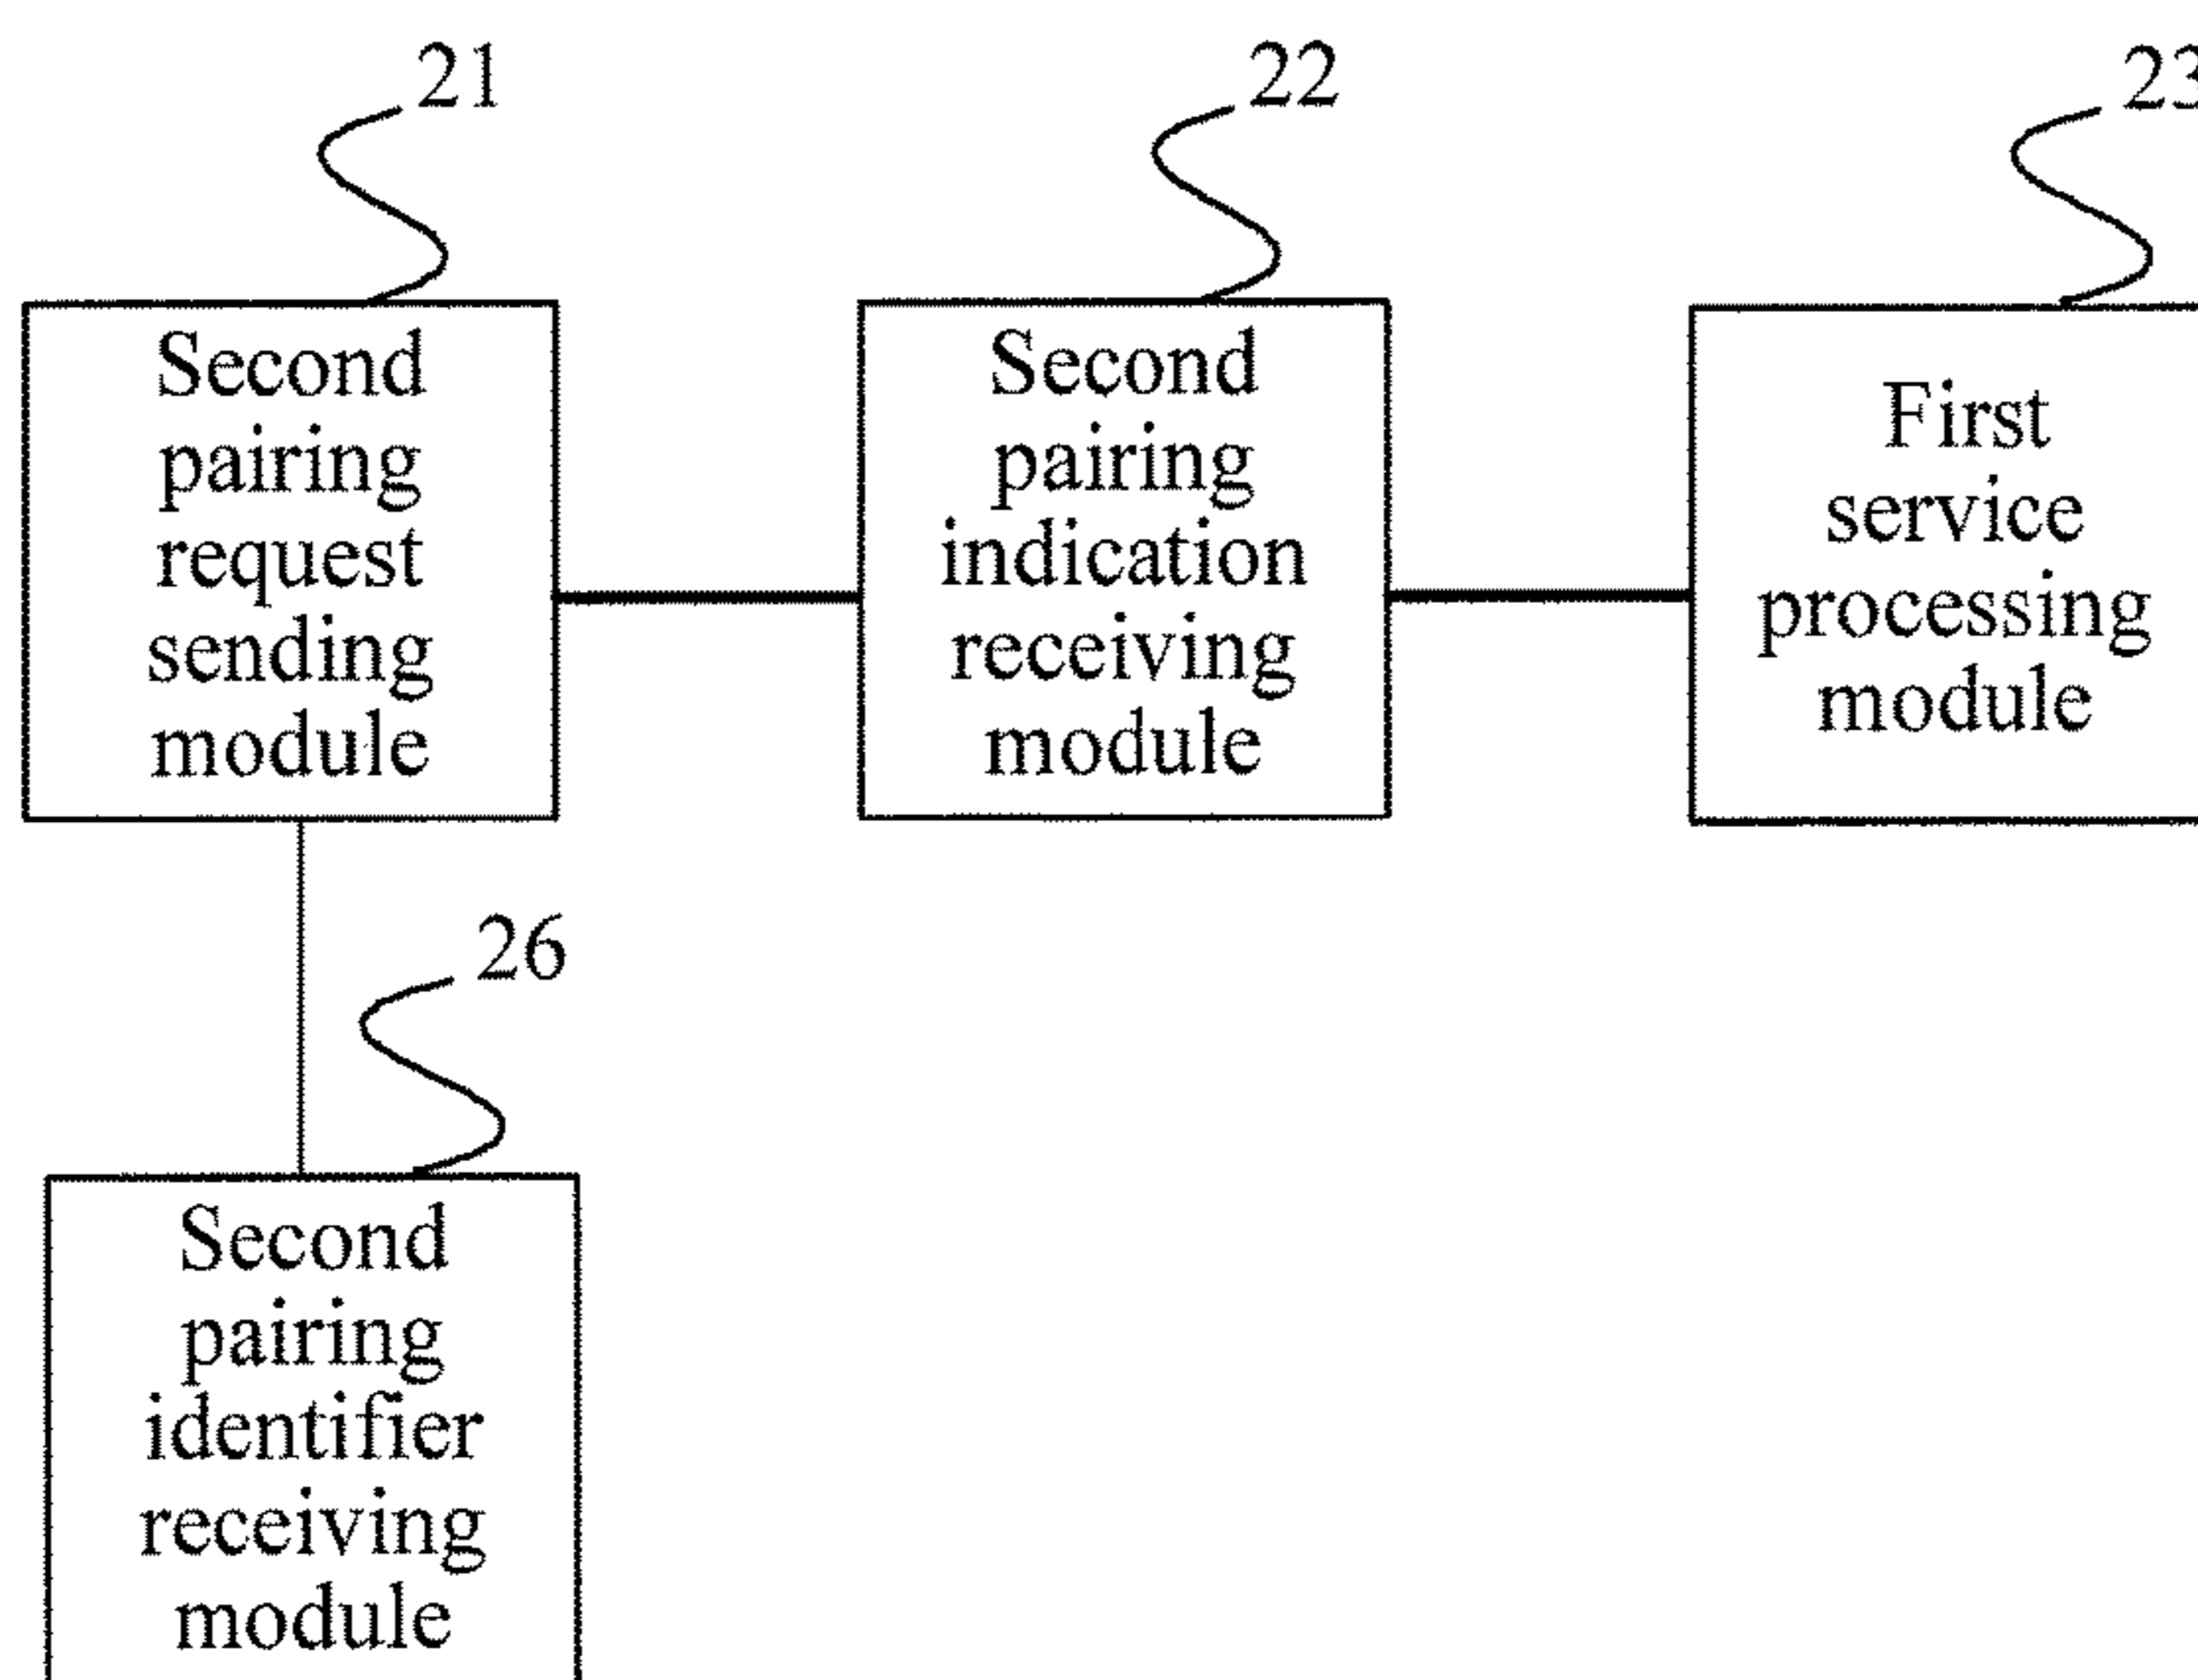 21
22
23
Second
pairing
request
sending
module
Second
pairing
indication
receiving
module
First
service
processing
module
26
Second
pairing
identifier
receiving
module